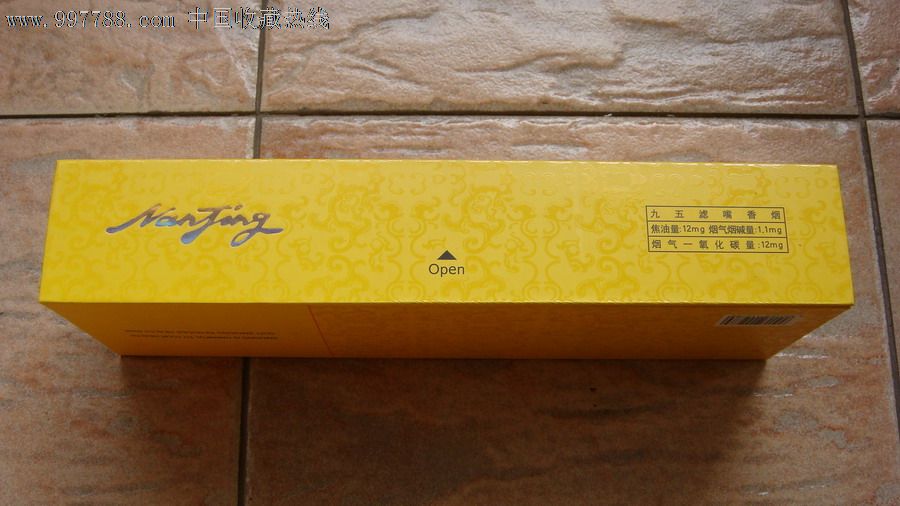 www.997788.com 中国收藏热线
NanJing
Open
九五滤嘴香烟
焦油量:12mg 烟气烟碱量:1.1mg
烟气一氧化碳量:12mg